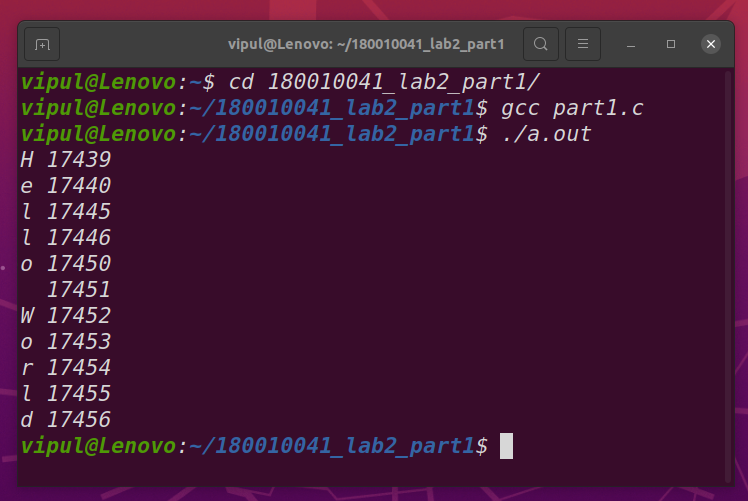 vipul@Lenovo: ~/180010041_lab2_part1
vipul@Lenovo:~$ cd 180010041_lab2_part1/
vipul@Lenovo:~/180010041_lab2_part1$ gcc part1.c
vipul@Lenovo:~/180010041_lab2_part1$ ./a.out
H 17439
e 17440
l 17445
l 17446
o 17450
  17451
W 17452
o 17453
r 17454
l 17455
d 17456
vipul@Lenovo:~/180010041_lab2_part1$